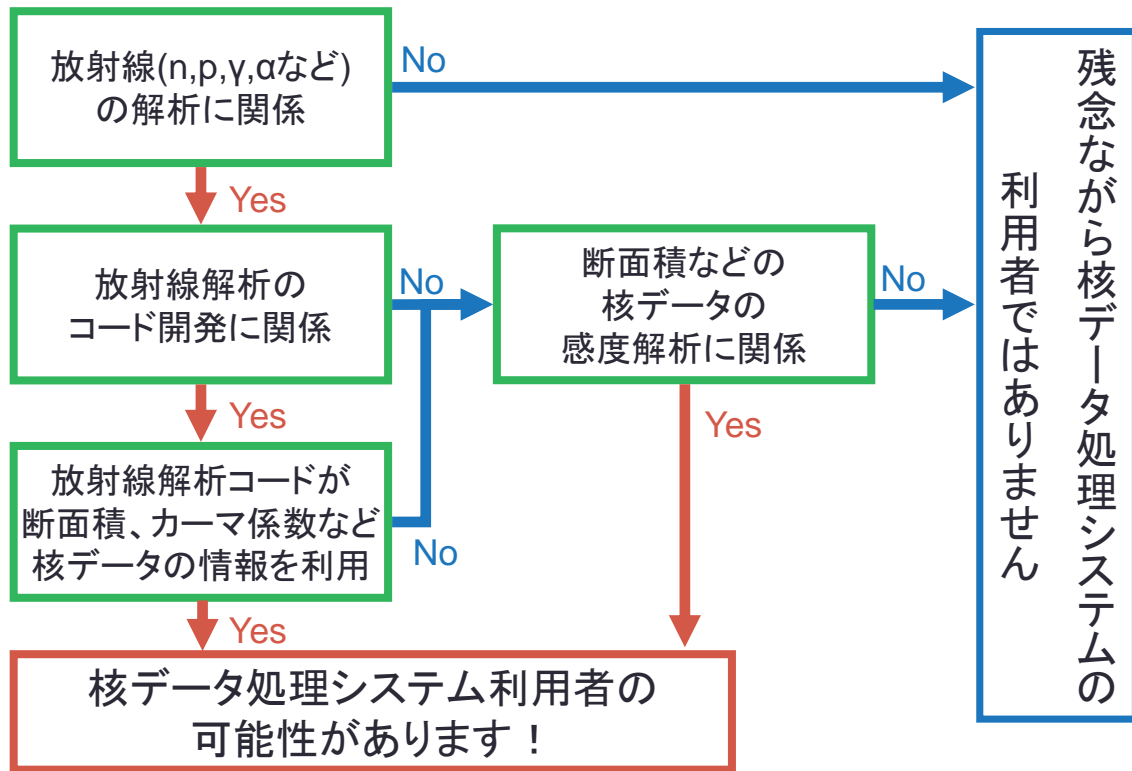 放射線(n,p,γ,αなど)
の解析に関係
No
Yes
放射線解析の
コード開発に関係
No
断面積などの
核データの
感度解析に関係
No
Yes
Yes
放射線解析コードが
断面積、カーマ係数など
核データの情報を利用
No
Yes
核データ処理システム利用者の
可能性があります！
残念ながら核データ処理システムの
利用者ではありません